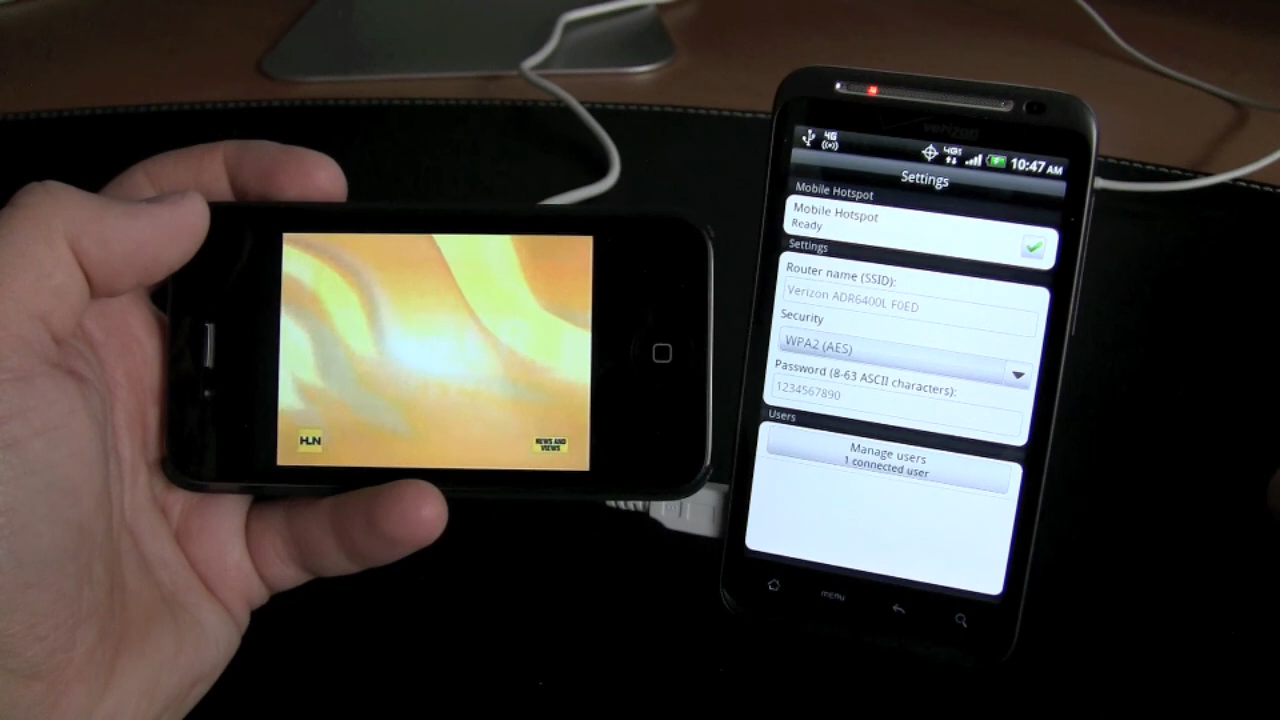 HLN
NEWS AND
VIEWS
verizon
4G
4G
10:47 AM
Settings
Mobile Hotspot
Mobile Hotspot
Ready
Settings
Router name (SSID):
Verizon ADR6400L F0ED
Security
WPA2 (AES)
Password (8-63 ASCII characters):
1234567890
Users
Manage users
1 connected user
MENU